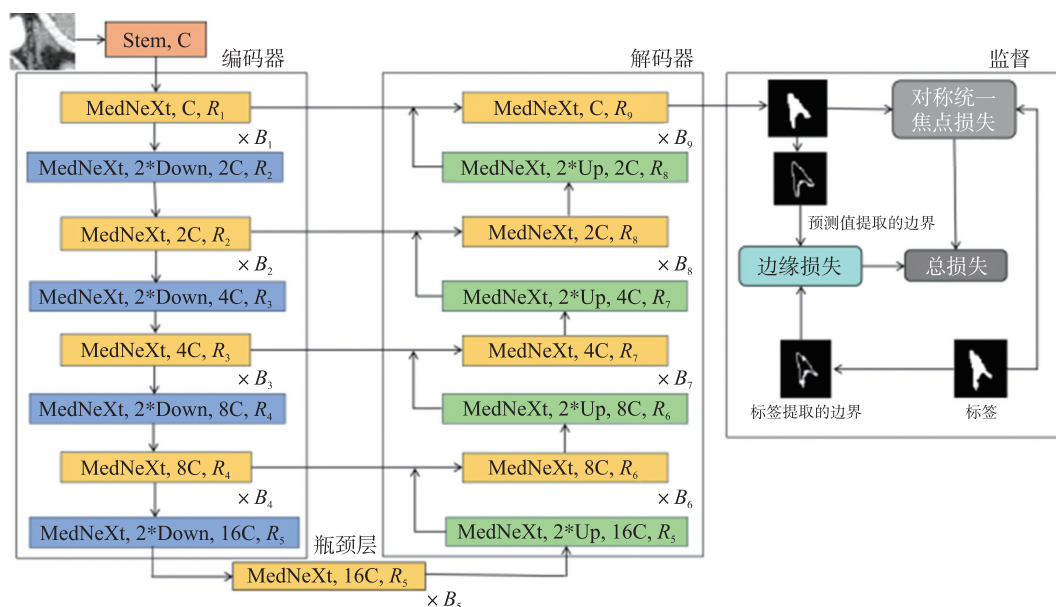 Stem, C
编码器
MedNeXt, C, R₁
× B₁
MedNeXt, 2*Down, 2C, R₂
MedNeXt, 2C, R₂
× B₂
MedNeXt, 2*Down, 4C, R₃
MedNeXt, 4C, R₃
× B₃
MedNeXt, 2*Down, 8C, R₄
MedNeXt, 8C, R₄
× B₄
MedNeXt, 2*Down, 16C, R₅
瓶颈层
MedNeXt, 16C, R₅
× B₅
解码器
MedNeXt, C, R₉
× B₉
MedNeXt, 2*Up, 2C, R₈
MedNeXt, 2C, R₈
× B₈
MedNeXt, 2*Up, 4C, R₇
MedNeXt, 4C, R₇
× B₇
MedNeXt, 2*Up, 8C, R₆
MedNeXt, 8C, R₆
× B₆
MedNeXt, 2*Up, 16C, R₅
监督
对称统一
焦点损失
预测值提取的边界
边缘损失
总损失
标签提取的边界
标签